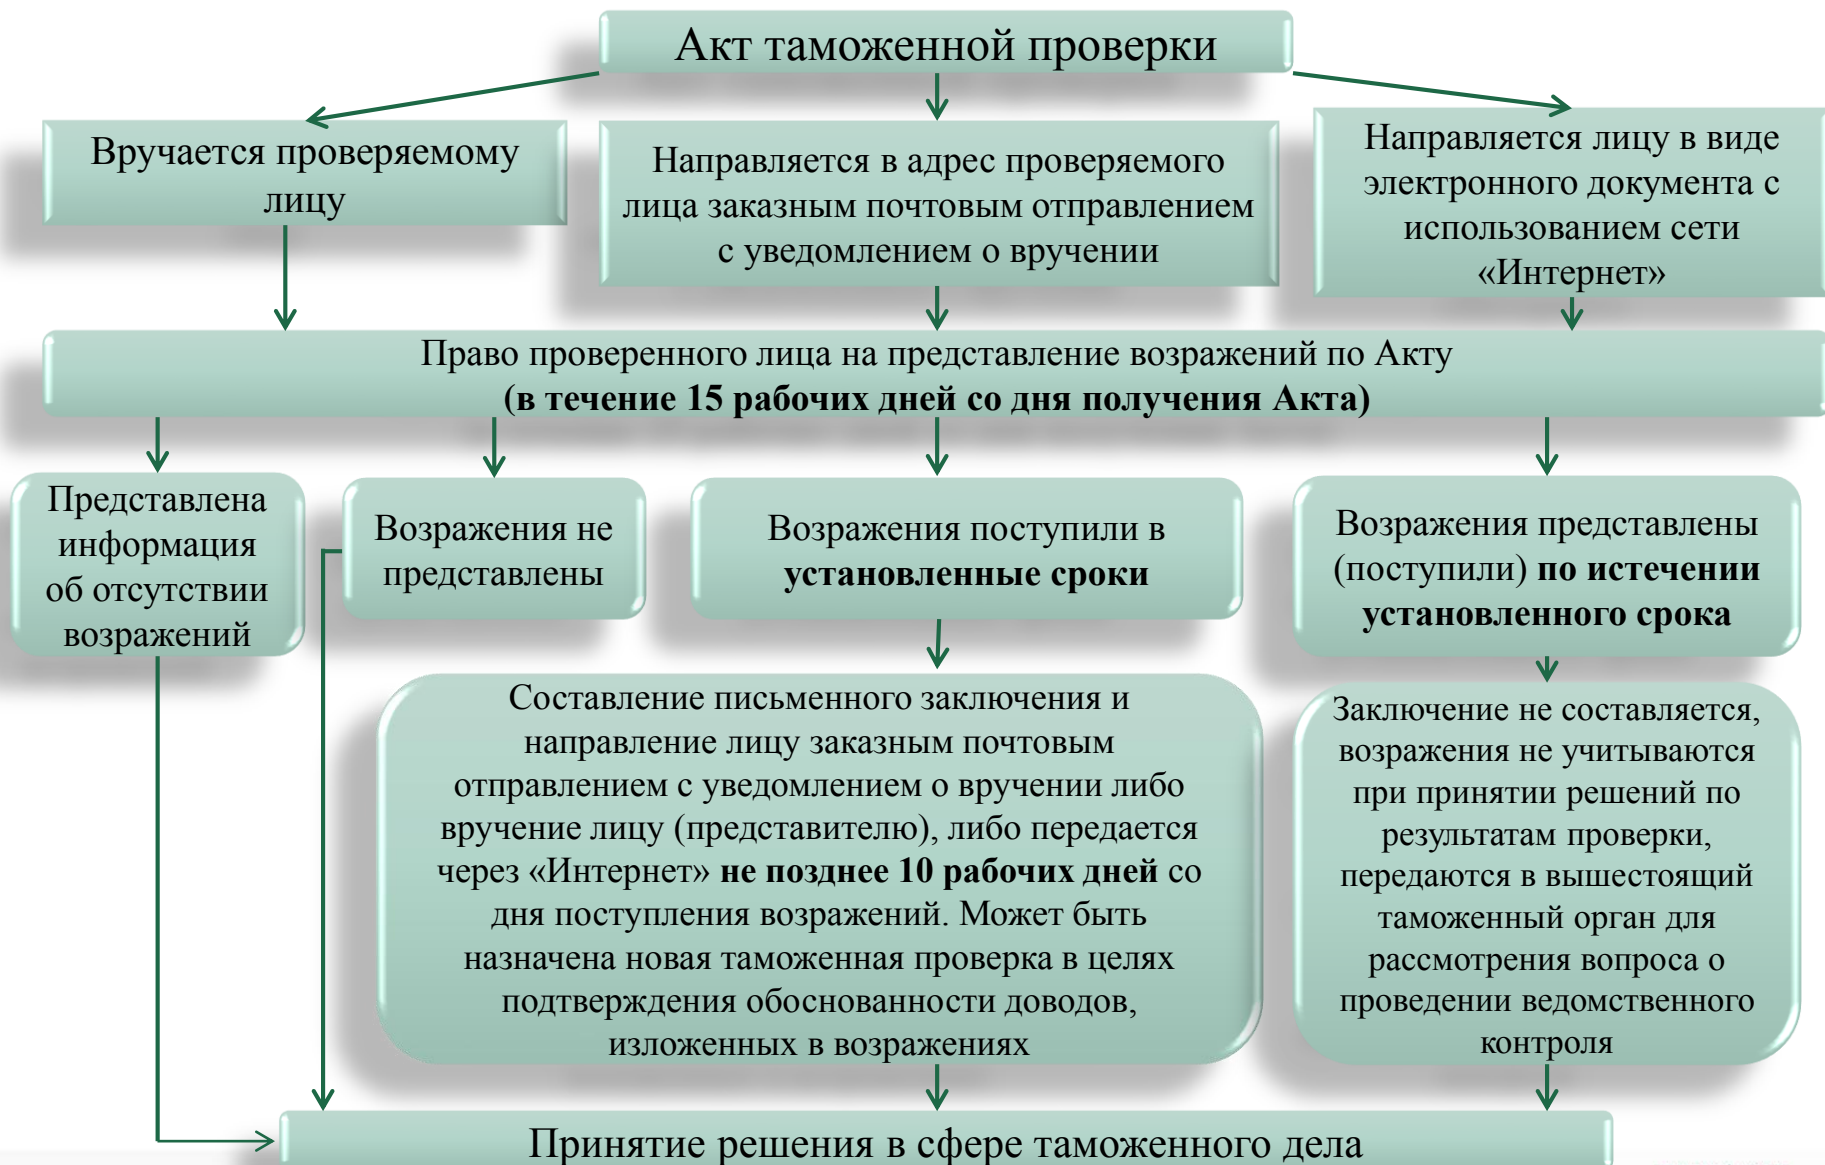 Акт таможенной проверки
Вручается проверяемому
лицу
Направляется в адрес проверяемого
лица заказным почтовым отправлением
с уведомлением о вручении
Направляется лицу в виде
электронного документа с
использованием сети
«Интернет»
Право проверенного лица на представление возражений по Акту
(в течение 15 рабочих дней со дня получения Акта)
Представлена
информация
об отсутствии
возражений
Возражения не
представлены
Возражения поступили в
установленные сроки
Возражения представлены
(поступили) по истечении
установленного срока
Составление письменного заключения и
направление лицу заказным почтовым
отправлением с уведомлением о вручении либо
вручение лицу (представителю), либо передается
через «Интернет» не позднее 10 рабочих дней со
дня поступления возражений. Может быть
назначена новая таможенная проверка в целях
подтверждения обоснованности доводов,
изложенных в возражениях
Заключение не составляется,
возражения не учитываются
при принятии решений по
результатам проверки,
передаются в вышестоящий
таможенный орган для
рассмотрения вопроса о
проведении ведомственного
контроля
Принятие решения в сфере таможенного дела